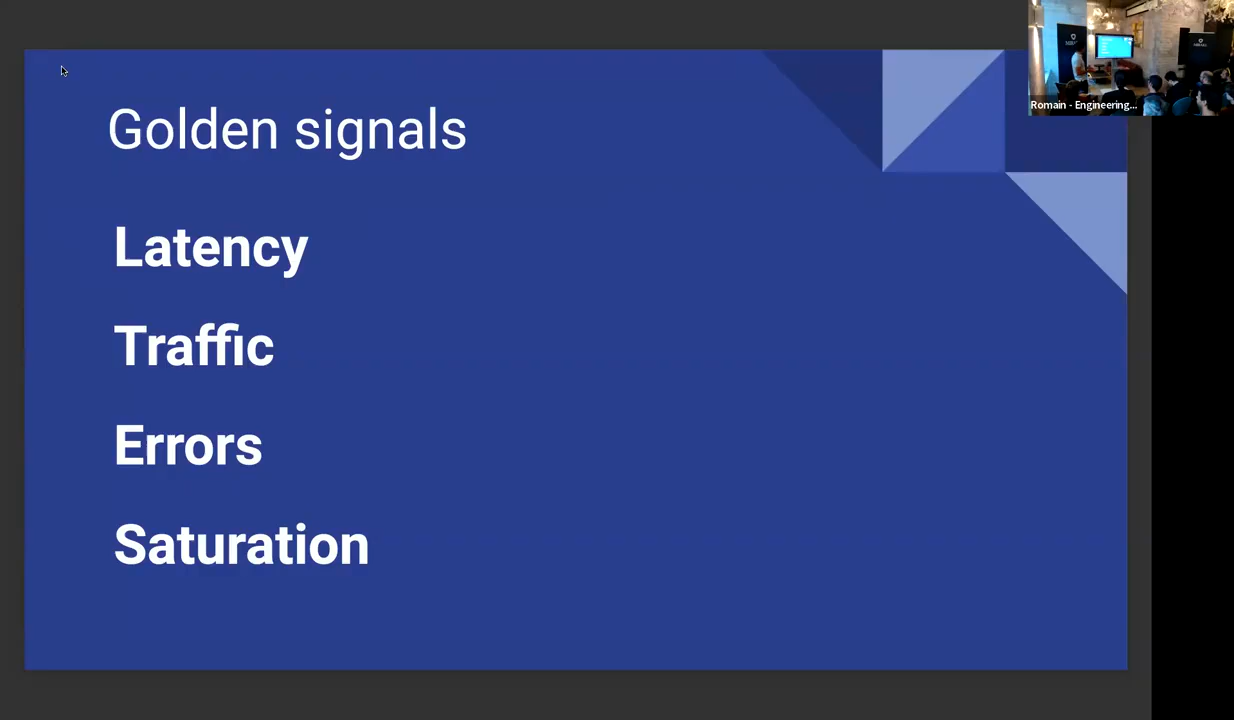 Golden signals
Latency
Traffic
Errors
Saturation
Romain - Engineering...